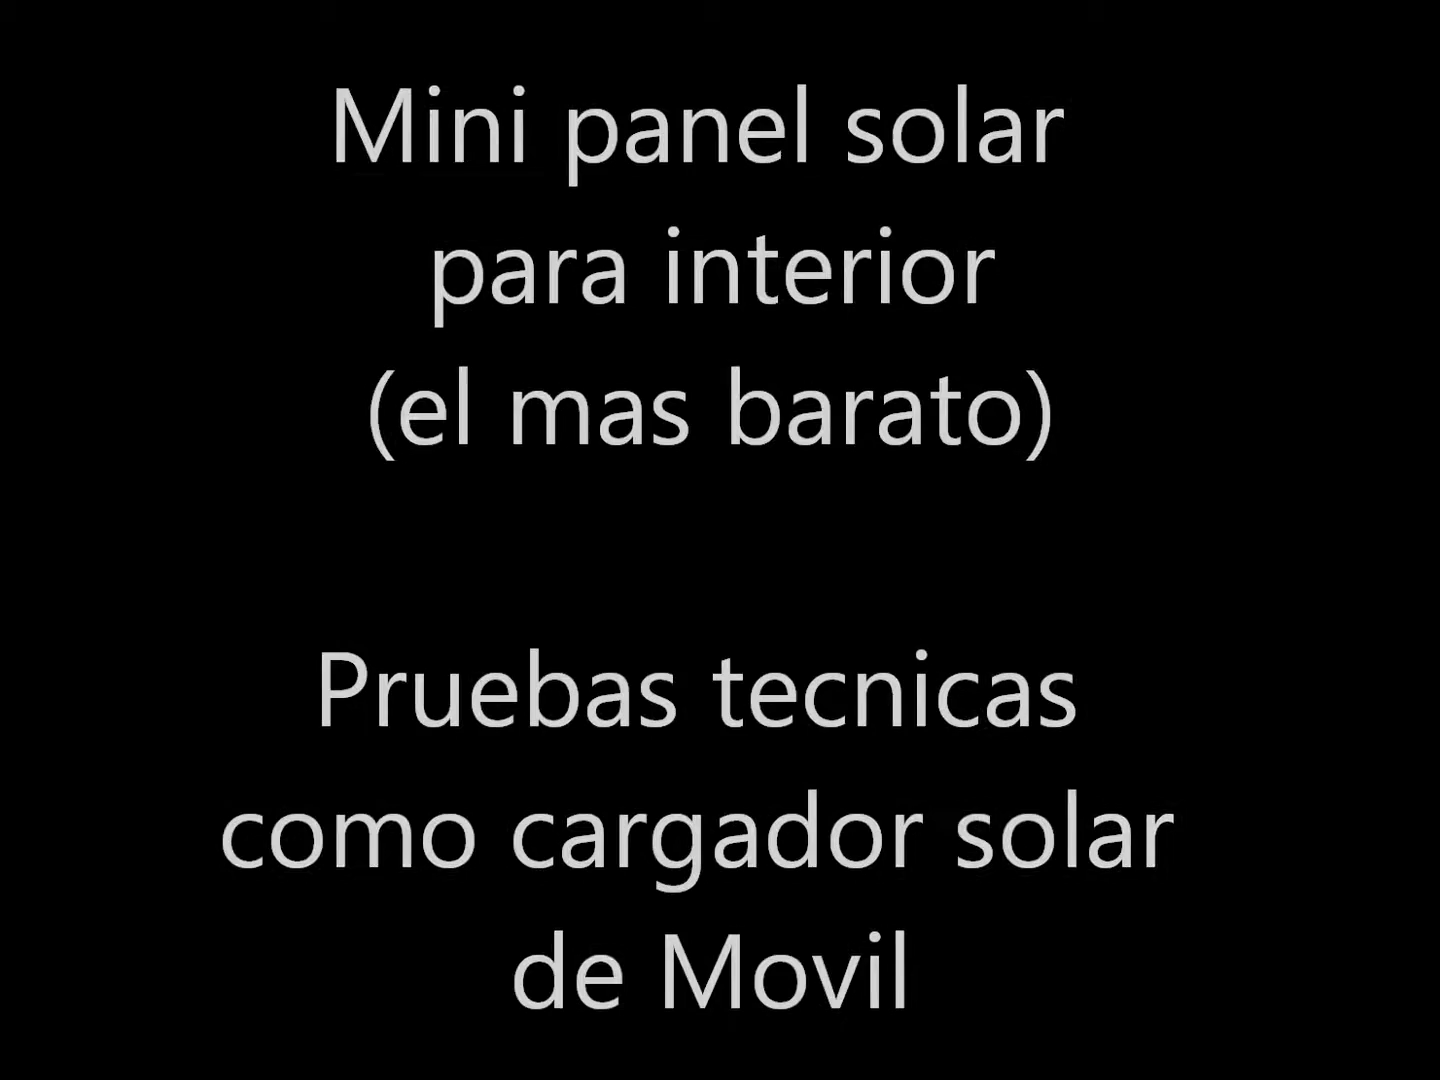 Mini panel solar
para interior
(el mas barato)
Pruebas tecnicas
como cargador solar
de Movil